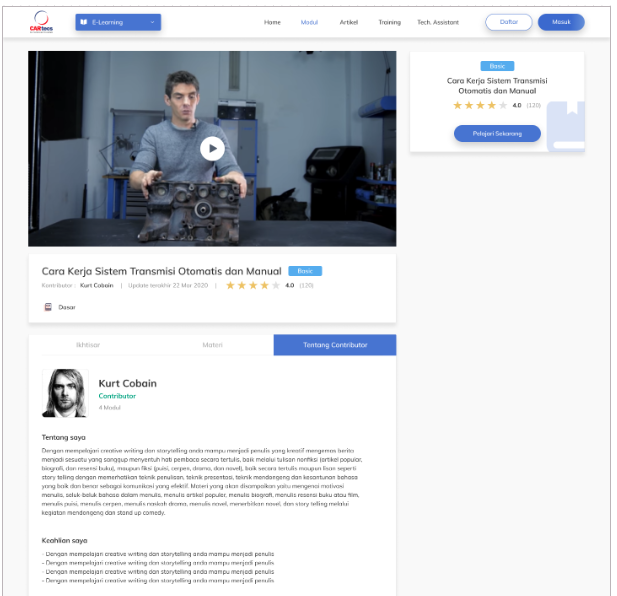 CARtecs
E-Learning
Home
Modul
Artikel
Training
Tech. Assistant
Daftar
Masuk
Basic
Cara Kerja Sistem Transmisi
Otomatis dan Manual
4.0 (120)
Pelajari Sekarang
Cara Kerja Sistem Transmisi Otomatis dan Manual Basic
Kontributor : Kurt Cobain | Update terakhir 22 Mar 2020 | 4.0 (120)
Dasar
Ikhtisar
Materi
Tentang Contributor
Kurt Cobain
Contributor
4 Modul
Tentang saya
Dengan mempelajari creative writing dan storytelling anda mampu menjadi penulis yang kreatif mengemas berita
menjadi sesuatu yang sanggup menyentuh hati pembaca secara tertulis, baik melalui tulisan nonfiksi (artikel populer,
biografi, dan resensi buku), maupun fiksi (puisi, cerpen, drama, dan novel), baik secara tertulis maupun lisan seperti
story telling dengan memerhatikan teknik penulisan, teknik presentasi, teknik mendongeng dan kesantunan bahasa
yang baik dan benar sebagai komunikasi yang efektif. Materi yang akan disampaikan yaitu mengenai motivasi
menulis, seluk-beluk bahasa dalam menulis, menulis artikel populer, menulis biografi, menulis resensi buku atau film,
menulis puisi, menulis cerpen, menulis naskah drama, menulis novel, menerbitkan novel, dan story telling melalui
kegiatan mendongeng dan stand up comedy.
Keahlian saya
- Dengan mempelajari creative writing dan storytelling anda mampu menjadi penulis
- Dengan mempelajari creative writing dan storytelling anda mampu menjadi penulis
- Dengan mempelajari creative writing dan storytelling anda mampu menjadi penulis
- Dengan mempelajari creative writing dan storytelling anda mampu menjadi penulis